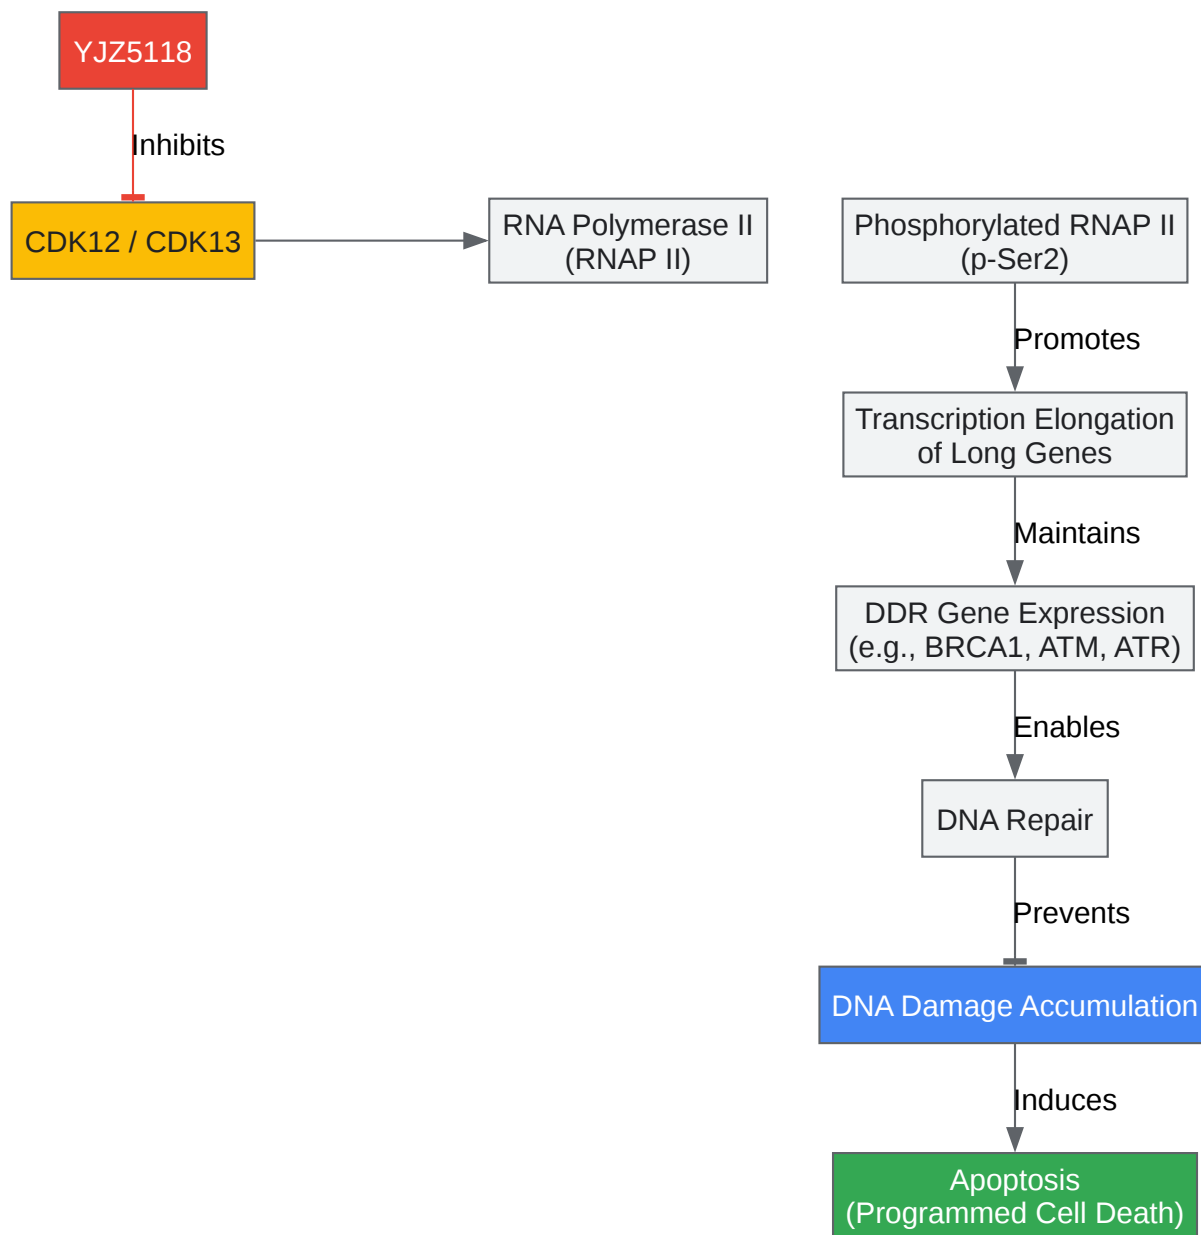 YJZ5118
Inhibits
CDK12 / CDK13
RNA Polymerase II
(RNAP II)
Phosphorylated RNAP II
(p-Ser2)
Promotes
Transcription Elongation
of Long Genes
Maintains
DDR Gene Expression
(e.g., BRCA1, ATM, ATR)
Enables
DNA Repair
Prevents
DNA Damage Accumulation
Induces
Apoptosis
(Programmed Cell Death)